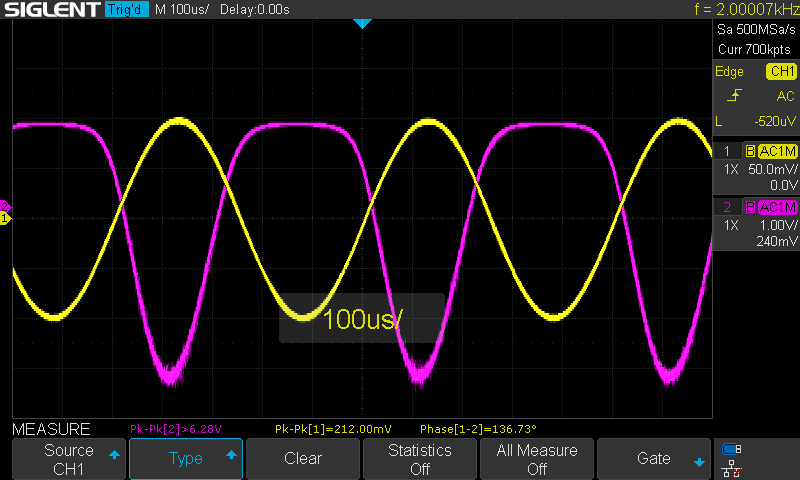 SIGLENT Trig'd M 100us/ Delay:0.00s f = 2.00007kHz
Sa 500MSa/s
Curr 700kpts
Edge CH1
AC
L -520uV
1 B AC1M
1X 50.0mV/
0.0V
2 B AC1M
1X 1.00V/
240mV
2
1
100us/
MEASURE Pk-Pk[2]>6.28V Pk-Pk[1]=212.00mV Phase[1-2]=136.73°
Source
CH1
Type
Clear
Statistics
Off
All Measure
Off
Gate